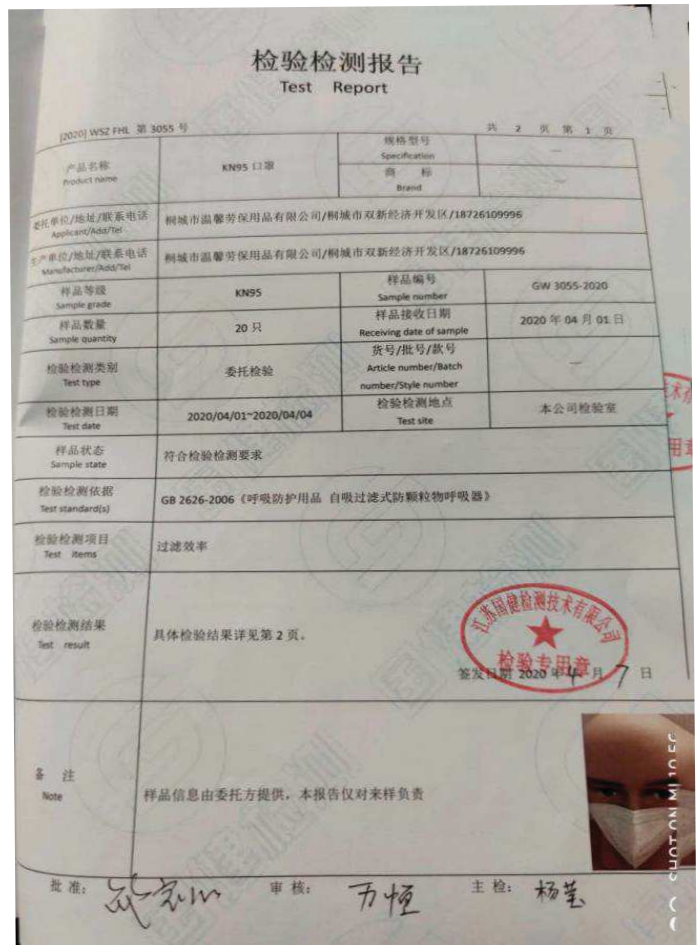 检验检测报告
Test Report
[2020] WSZ FHL 第 3055 号
共 2 页 第 1 页
产品名称
Product name
KN95 口罩
规格型号
Specification
—
商 标
Brand
—
委托单位/地址/联系电话
Applicant/Add/Tel
桐城市温馨劳保用品有限公司/桐城市双新经济开发区/18726109996
生产单位/地址/联系电话
Manufacturer/Add/Tel
桐城市温馨劳保用品有限公司/桐城市双新经济开发区/18726109996
样品等级
Sample grade
KN95
样品编号
Sample number
GW 3055-2020
样品数量
Sample quantity
20 只
样品接收日期
Receiving date of sample
2020 年 04 月 01 日
检验检测类别
Test type
委托检验
货号/批号/款号
Article number/Batch
number/Style number
—
检验检测日期
Test date
2020/04/01~2020/04/04
检验检测地点
Test site
本公司检验室
样品状态
Sample state
符合检验检测要求
检验检测依据
Test standard(s)
GB 2626-2006《呼吸防护用品 自吸过滤式防颗粒物呼吸器》
检验检测项目
Test items
过滤效率
检验检测结果
Test result
具体检验结果详见第 2 页。
江苏国健检测技术有限公司
检验专用章
签发日期 2020 年 4 月 7 日
备 注
Note
样品信息由委托方提供，本报告仅对来样负责
批 准：
审 核： 万恒
主 检： 杨莹
SHOT ON MI 10 5G